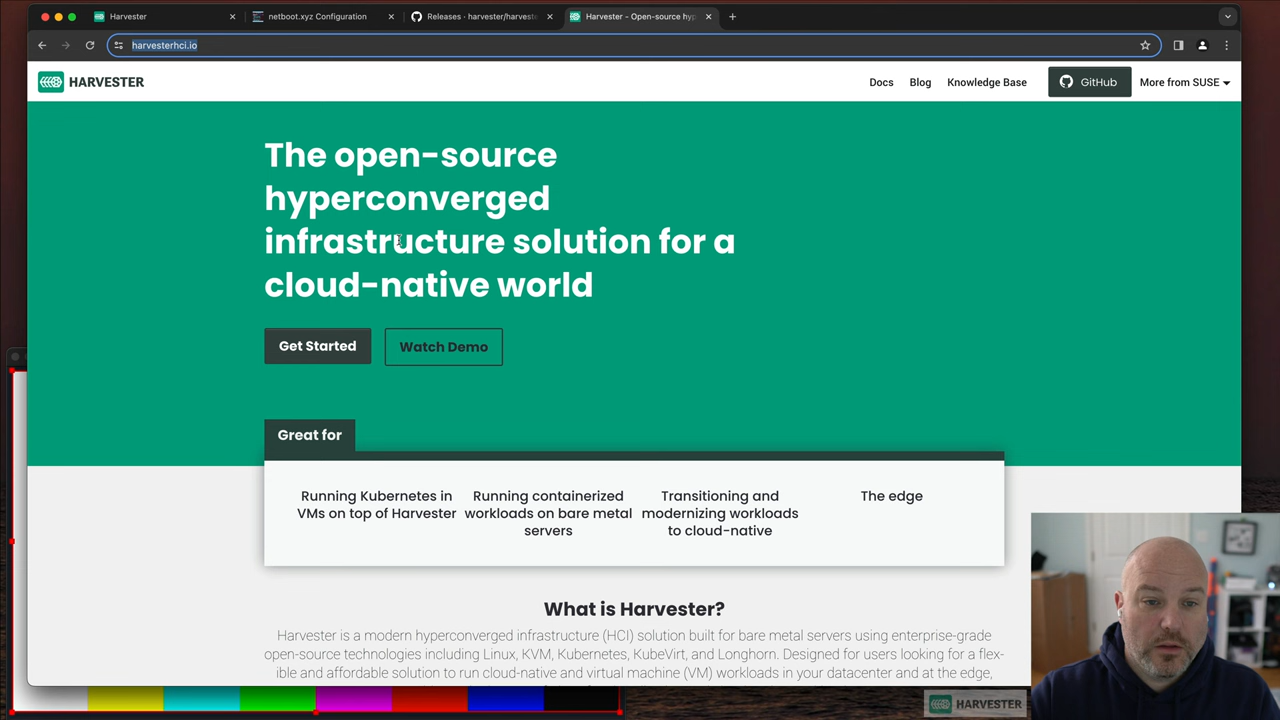 Harvester
netboot.xyz Configuration
Releases · harvester/harveste
Harvester - Open-source hyp
harvesterhci.io
HARVESTER
Docs
Blog
Knowledge Base
GitHub
More from SUSE
The open-source
hyperconverged
infrastructure solution for a
cloud-native world
Get Started
Watch Demo
Great for
Running Kubernetes in
VMs on top of Harvester
Running containerized
workloads on bare metal
servers
Transitioning and
modernizing workloads
to cloud-native
The edge
What is Harvester?
Harvester is a modern hyperconverged infrastructure (HCI) solution built for bare metal servers using enterprise-grade
open-source technologies including Linux, KVM, Kubernetes, KubeVirt, and Longhorn. Designed for users looking for a flex-
ible and affordable solution to run cloud-native and virtual machine (VM) workloads in your datacenter and at the edge,
HARVESTER